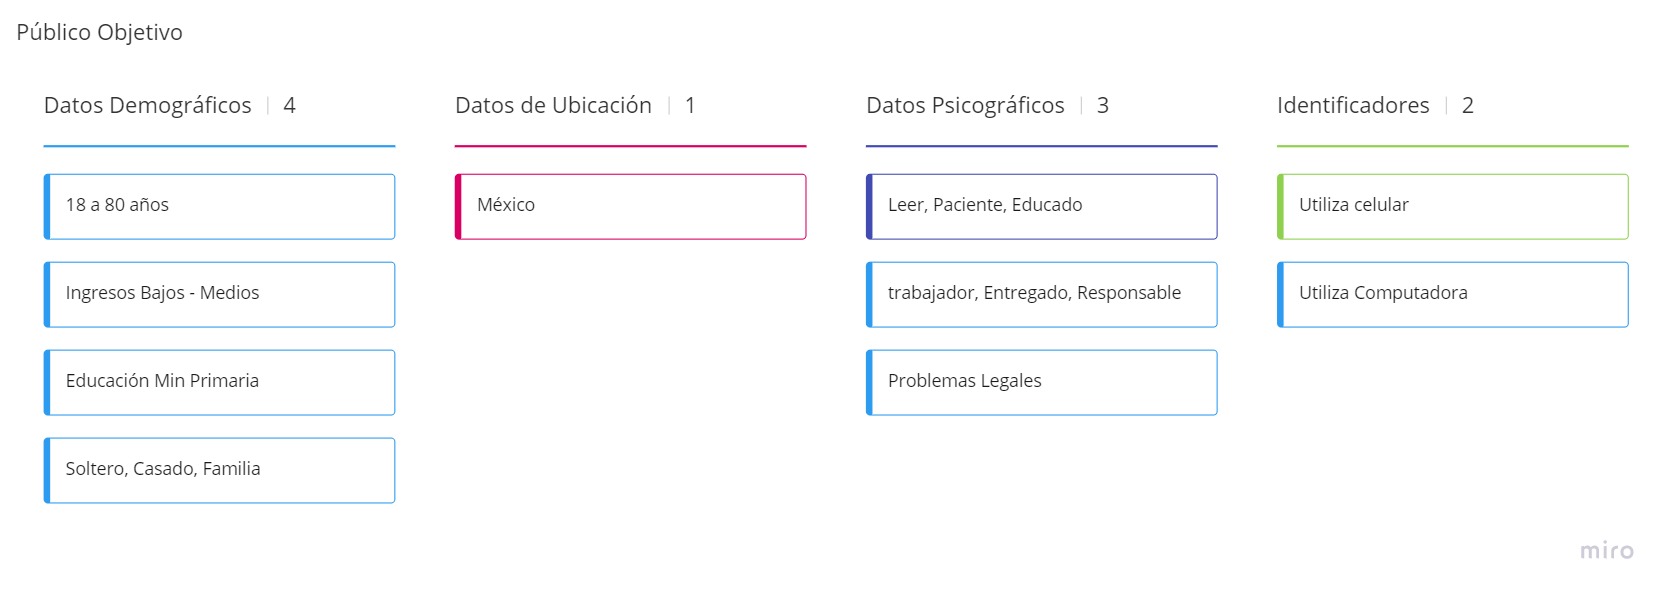 Público Objetivo
Datos Demográficos | 4
18 a 80 años
Ingresos Bajos - Medios
Educación Min Primaria
Soltero, Casado, Familia
Datos de Ubicación | 1
México
Datos Psicográficos | 3
Leer, Paciente, Educado
trabajador, Entregado, Responsable
Problemas Legales
Identificadores | 2
Utiliza celular
Utiliza Computadora
miro